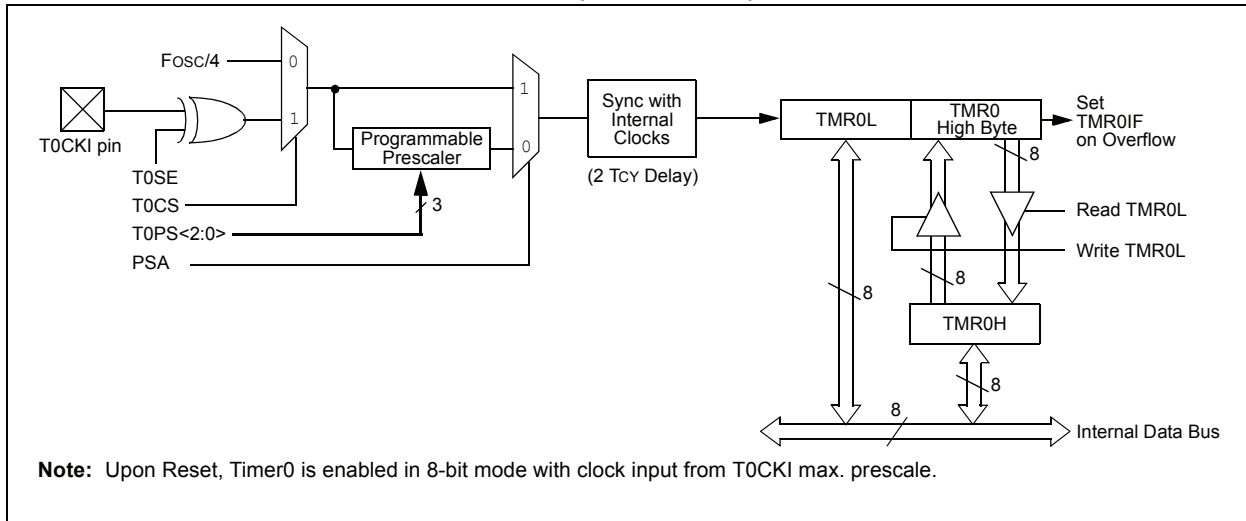 FOSC/4
0
1
T0CKI pin
T0SE
T0CS
T0PS<2:0>
PSA
Programmable
Prescaler
3
1
0
Sync with
Internal
Clocks
(2 TCY Delay)
TMR0L
TMR0
High Byte
Set
TMR0IF
on Overflow
8
Read TMR0L
Write TMR0L
8
8
TMR0H
8
8
Internal Data Bus
Note: Upon Reset, Timer0 is enabled in 8-bit mode with clock input from T0CKI max. prescale.